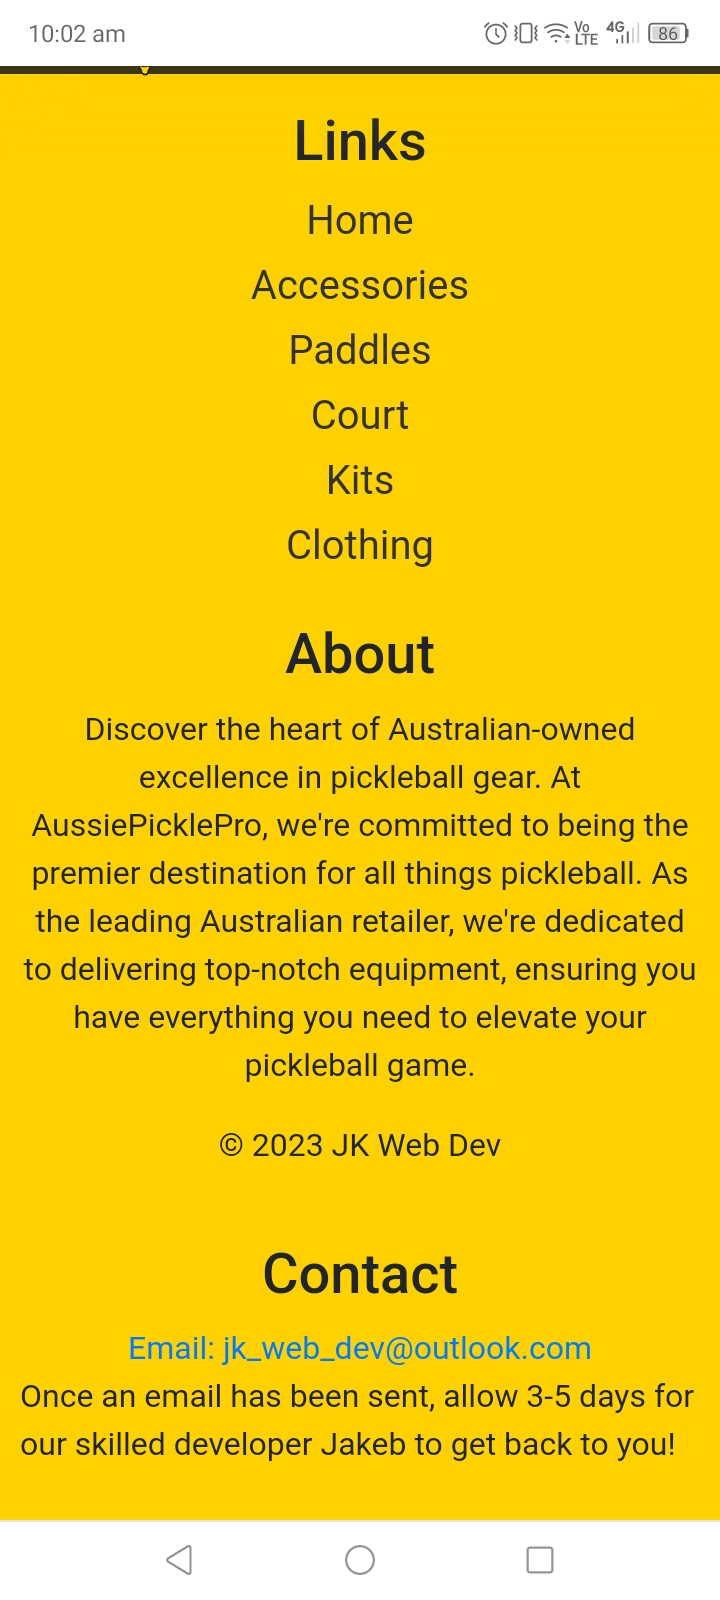 10:02 am
Vo LTE 4G 86
Links
Home
Accessories
Paddles
Court
Kits
Clothing
About
Discover the heart of Australian-owned
excellence in pickleball gear. At
AussiePicklePro, we're committed to being the
premier destination for all things pickleball. As
the leading Australian retailer, we're dedicated
to delivering top-notch equipment, ensuring you
have everything you need to elevate your
pickleball game.
© 2023 JK Web Dev
Contact
Email: jk_web_dev@outlook.com
Once an email has been sent, allow 3-5 days for
our skilled developer Jakeb to get back to you!